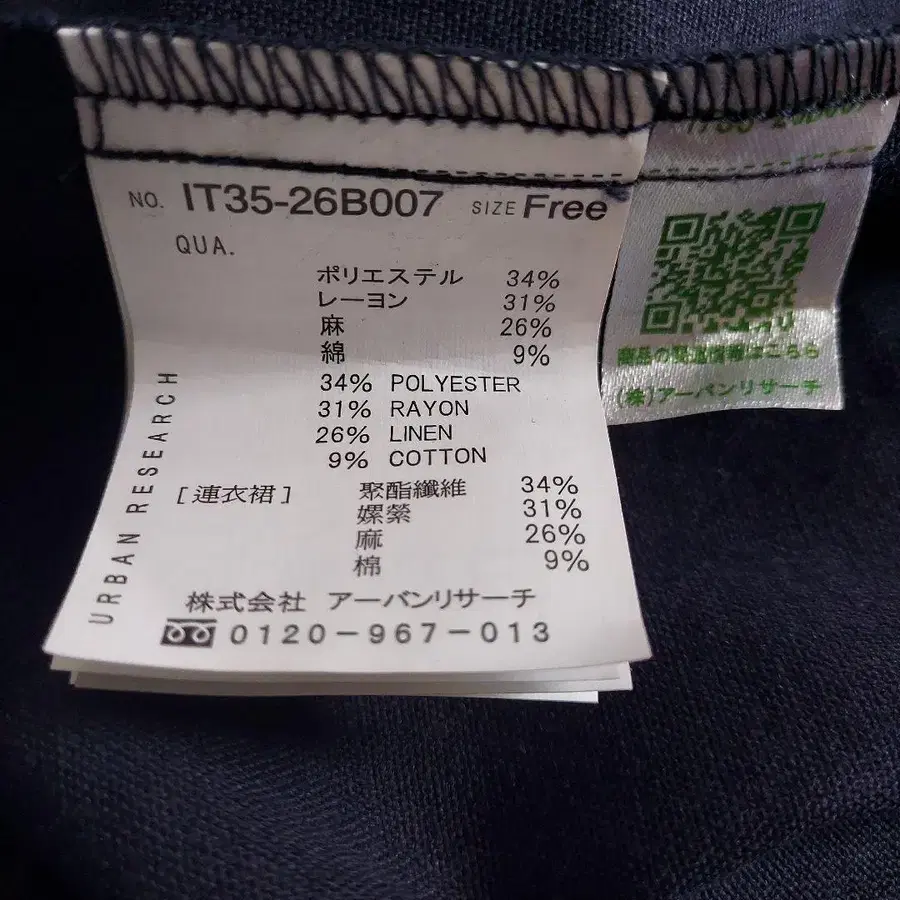 NO. IT35-26B007 SIZE Free
QUA.
ポリエステル 34%
レーヨン 31%
麻 26%
綿 9%
34% POLYESTER
31% RAYON
26% LINEN
9% COTTON
[連衣裙] 聚酯纖維 34%
嫘縈 31%
麻 26%
棉 9%
株式会社 アーバンリサーチ
0120-967-013
URBAN RESEARCH
商品の製造情報はこちら
(株)アーバンリサーチ